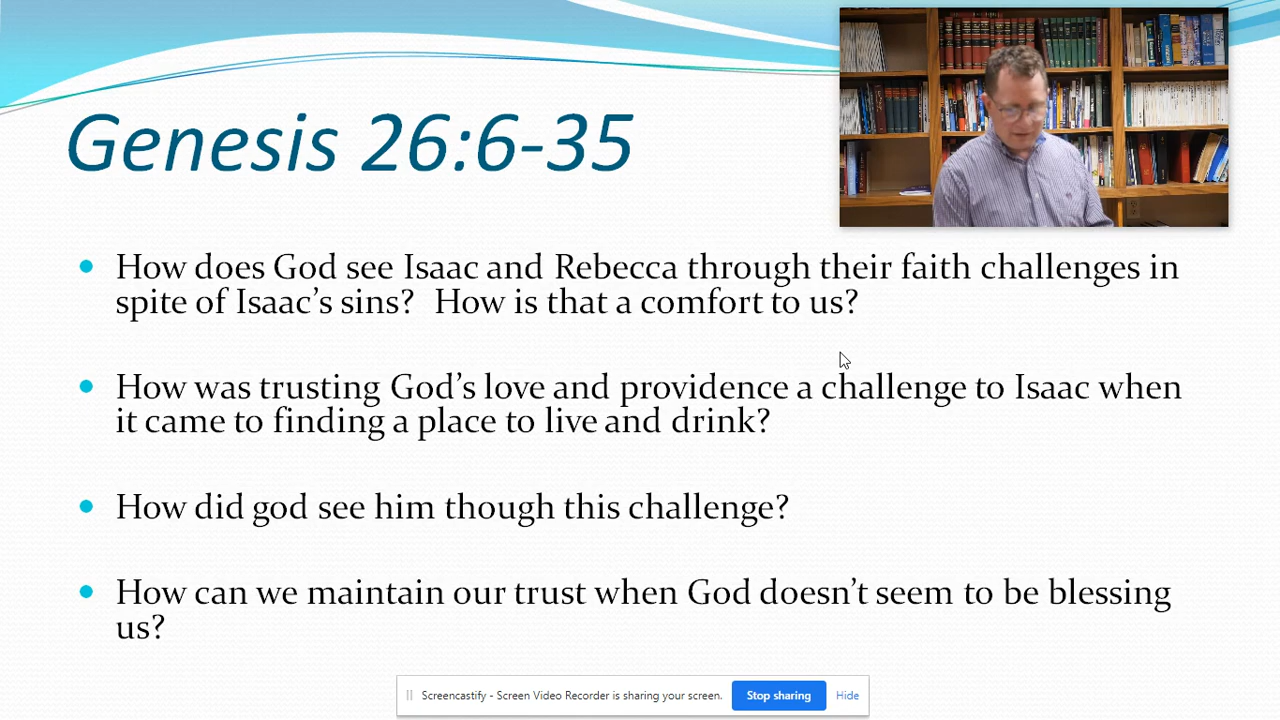 Genesis 26:6-35
How does God see Isaac and Rebecca through their faith challenges in
spite of Isaac’s sins? How is that a comfort to us?
How was trusting God’s love and providence a challenge to Isaac when
it came to finding a place to live and drink?
How did god see him though this challenge?
How can we maintain our trust when God doesn’t seem to be blessing
us?
Screencastify - Screen Video Recorder is sharing your screen. Stop sharing Hide